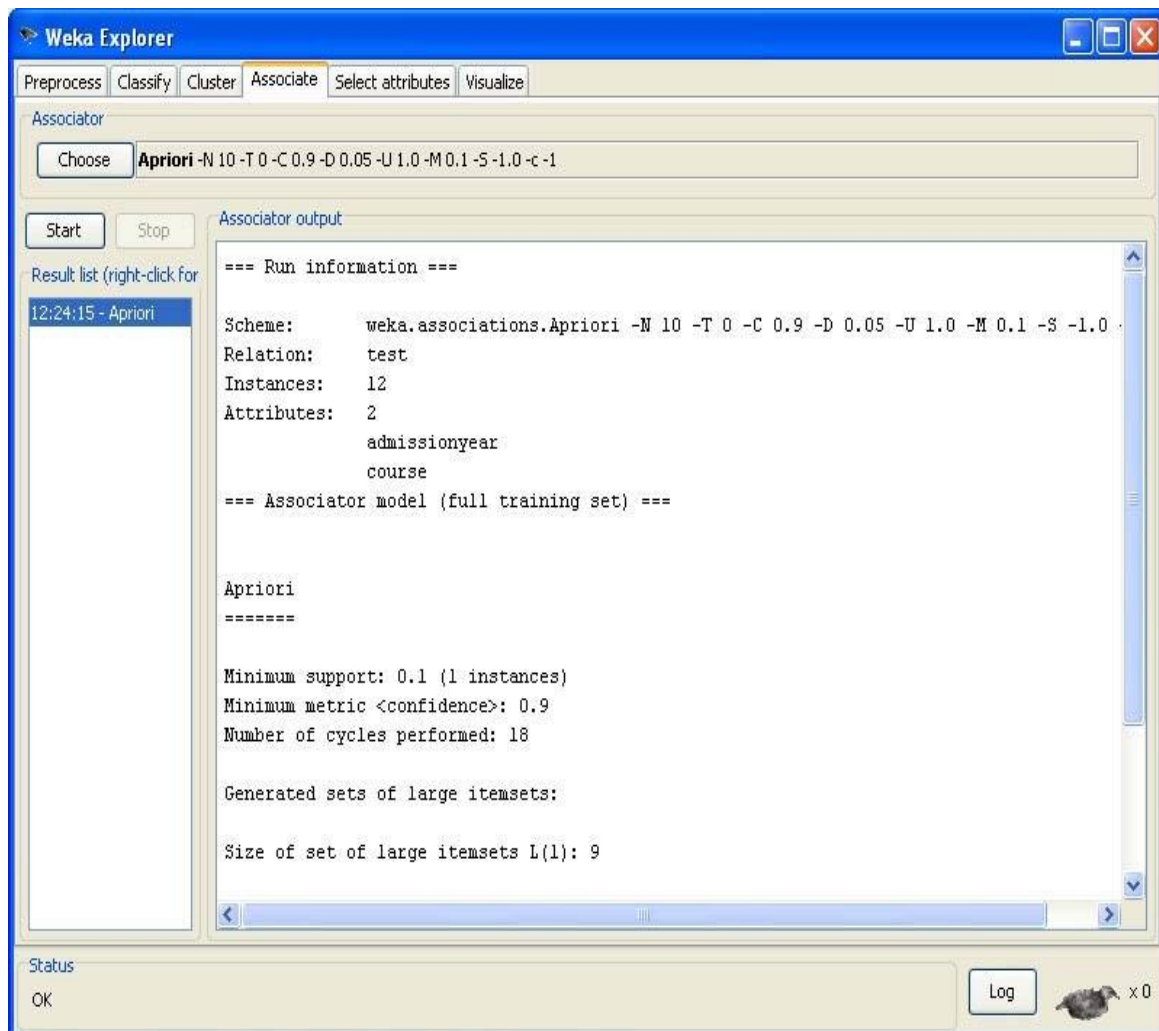 Weka Explorer
Preprocess Classify Cluster Associate Select attributes Visualize
Associator
Choose Apriori -N 10 -T 0 -C 0.9 -D 0.05 -U 1.0 -M 0.1 -S -1.0 -c -1
Start Stop
Result list (right-click for
12:24:15 - Apriori
Associator output
=== Run information ===
Scheme: weka.associations.Apriori -N 10 -T 0 -C 0.9 -D 0.05 -U 1.0 -M 0.1 -S -1.0 -
Relation: test
Instances: 12
Attributes: 2
admissionyear
course
=== Associator model (full training set) ===
Apriori
=======
Minimum support: 0.1 (1 instances)
Minimum metric <confidence>: 0.9
Number of cycles performed: 18
Generated sets of large itemsets:
Size of set of large itemsets L(1): 9
Status
OK
Log
x 0